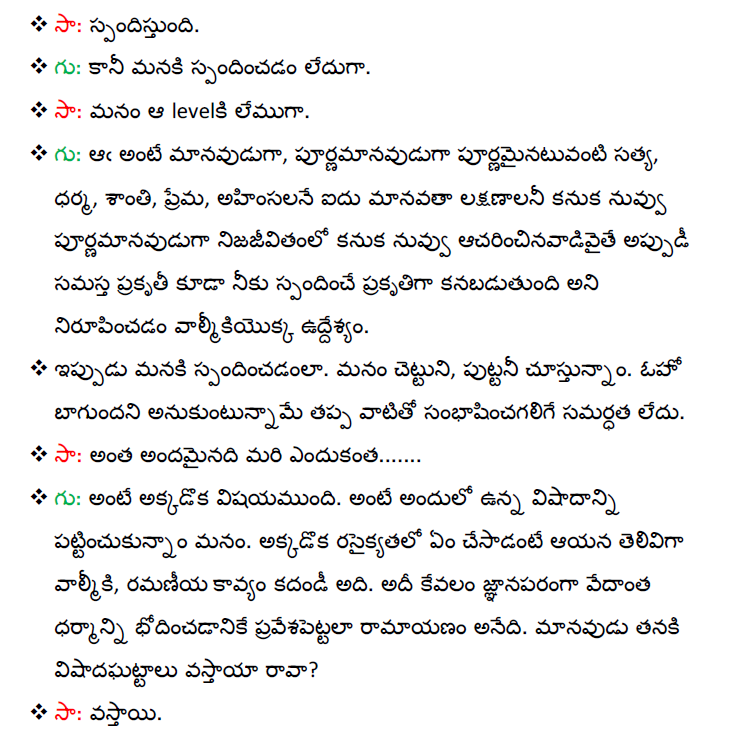 ❖ సా: స్పందిస్తుంది.
❖ గు: కానీ మనకి స్పందించడం లేదుగా.
❖ సా: మనం ఆ levelకి లేముగా.
❖ గు: ఆఁ అంటే మానవుడుగా, పూర్ణమానవుడుగా పూర్ణమైనటువంటి సత్య,
ధర్మ, శాంతి, ప్రేమ, అహింసలనే ఐదు మానవతా లక్షణాలనీ కనుక నువ్వు
పూర్ణమానవుడుగా నిజజీవితంలో కనుక నువ్వు ఆచరించినవాడివైతే అప్పుడీ
సమస్త ప్రకృతీ కూడా నీకు స్పందించే ప్రకృతిగా కనబడుతుంది అని
నిరూపించడం వాల్మీకియొక్క ఉద్దేశ్యం.
❖ ఇప్పుడు మనకి స్పందించడంలా. మనం చెట్టుని, పుట్టనీ చూస్తున్నాం. ఓహో
బాగుందని అనుకుంటున్నామే తప్ప వాటితో సంభాషించగలిగే సమర్ధత లేదు.
❖ సా: అంత అందమైనది మరి ఎందుకంత.......
❖ గు: అంటే అక్కడొక విషయముంది. అంటే అందులో ఉన్న విషాదాన్ని
పట్టించుకున్నాం మనం. అక్కడొక రసైక్యతలో ఏం చేసాడంటే ఆయన తెలివిగా
వాల్మీకి, రమణీయ కావ్యం కదండీ అది. అదీ కేవలం జ్ఞానపరంగా వేదాంత
ధర్మాన్ని భోదించడానికే ప్రవేశపెట్టలా రామాయణం అనేది. మానవుడు తనకి
విషాదఘట్టాలు వస్తాయా రావా?
❖ సా: వస్తాయి.